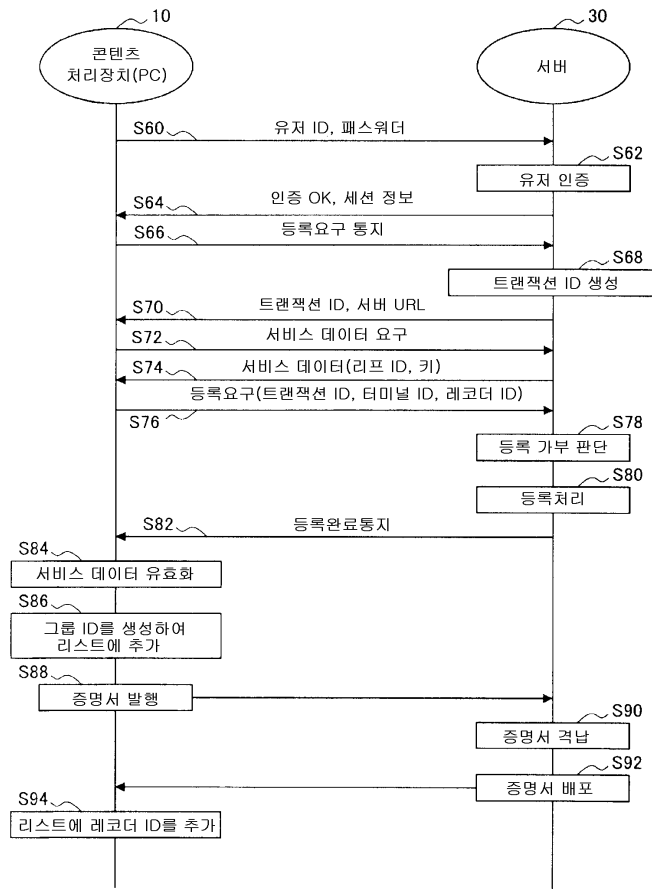 10
30
콘텐츠
처리장치(PC)
서버
S60
유저 ID, 패스워더
S62
유저 인증
S64
인증 OK, 세션 정보
S66
등록요구 통지
S68
트랜잭션 ID 생성
S70
트랜잭션 ID, 서버 URL
S72
서비스 데이터 요구
S74
서비스 데이터(리프 ID, 키)
등록요구(트랜잭션 ID, 터미널 ID, 레코더 ID)
S76
S78
등록 가부 판단
S80
등록처리
S82
등록완료통지
S84
서비스 데이터 유효화
S86
그룹 ID를 생성하여
리스트에 추가
S88
증명서 발행
S90
증명서 격납
S92
증명서 배포
S94
리스트에 레코더 ID를 추가